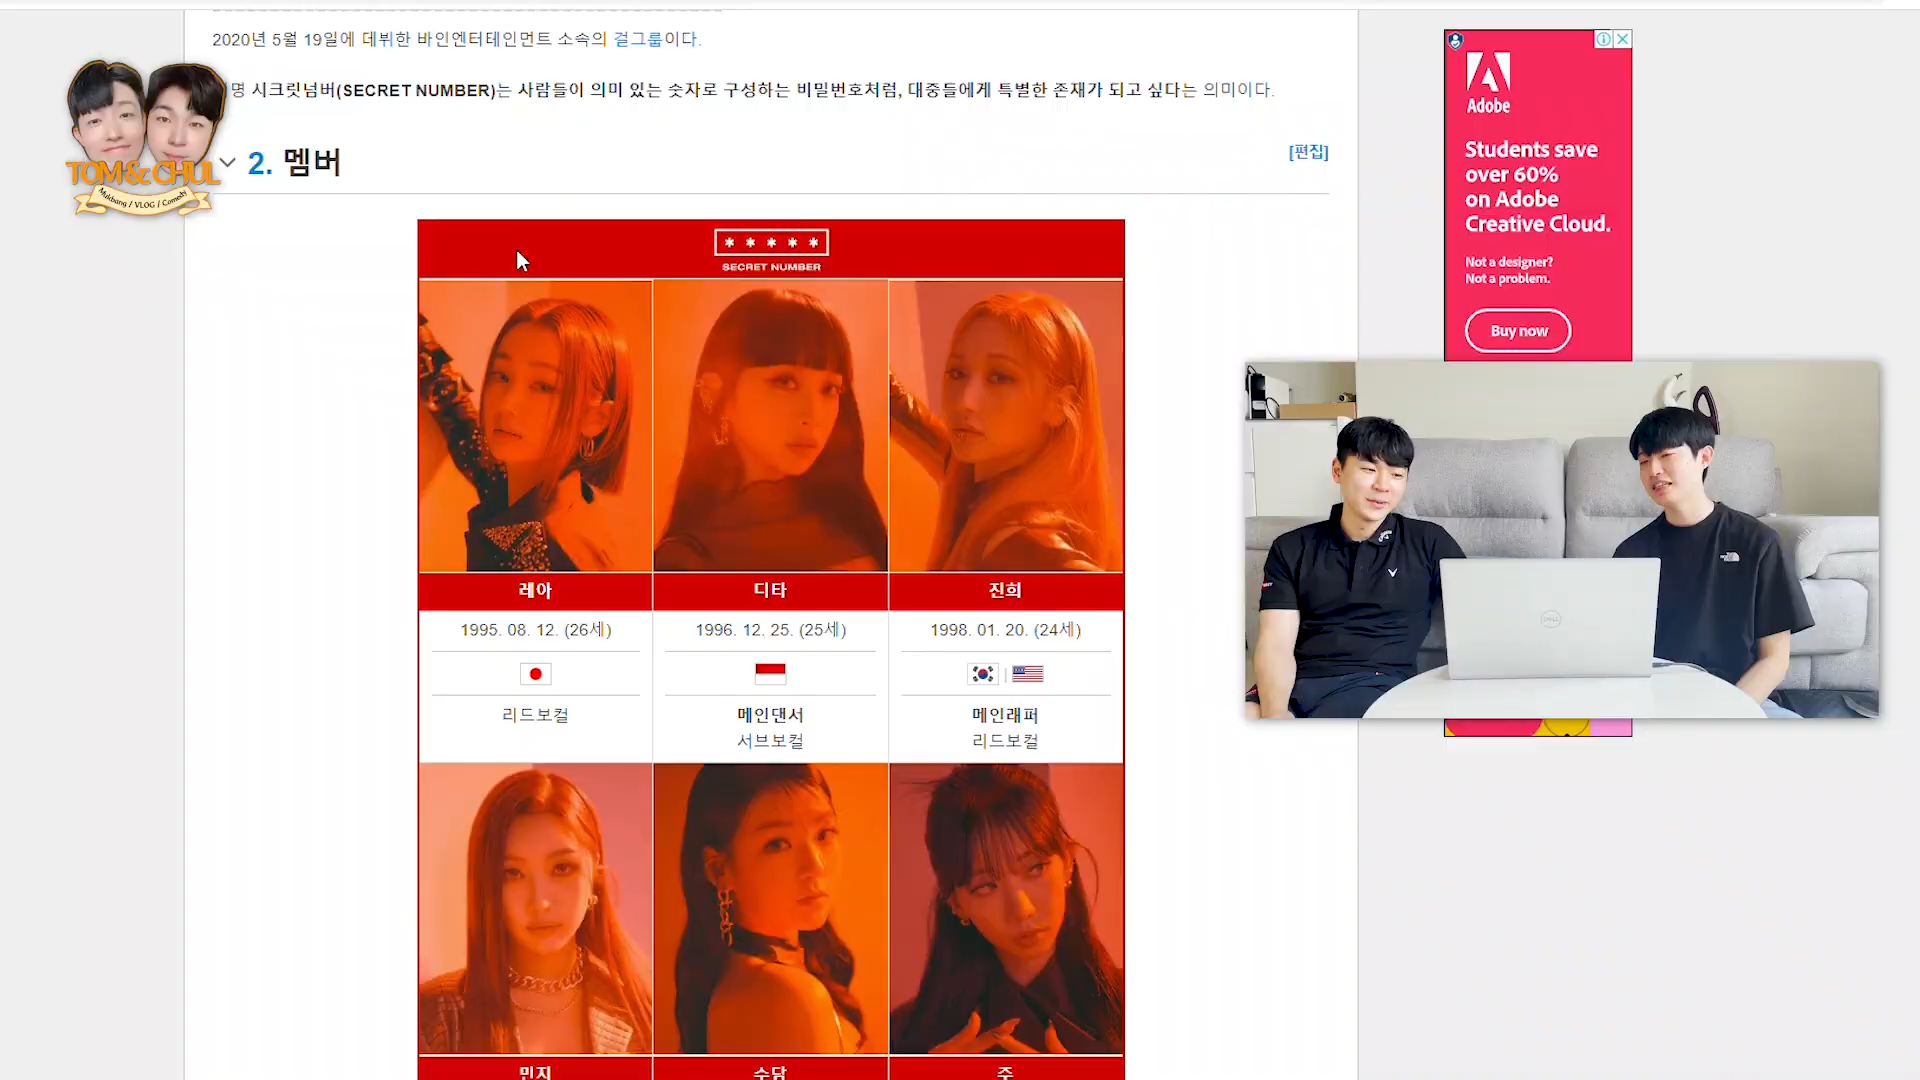 2020년 5월 19일에 데뷔한 바인엔터테인먼트 소속의 걸그룹이다.
명 시크릿넘버(SECRET NUMBER)는 사람들이 의미 있는 숫자로 구성하는 비밀번호처럼, 대중들에게 특별한 존재가 되고 싶다는 의미이다.
TOM&CHUL
Mukbang / VLOG / Comedy
2. 멤버
[편집]
* * * * *
SECRET NUMBER
레아
디타
진희
1995. 08. 12. (26세)
1996. 12. 25. (25세)
1998. 01. 20. (24세)
리드보컬
메인댄서
서브보컬
메인래퍼
리드보컬
민지
수담
주
Adobe
Students save
over 60%
on Adobe
Creative Cloud.
Not a designer?
Not a problem.
Buy now
DELL